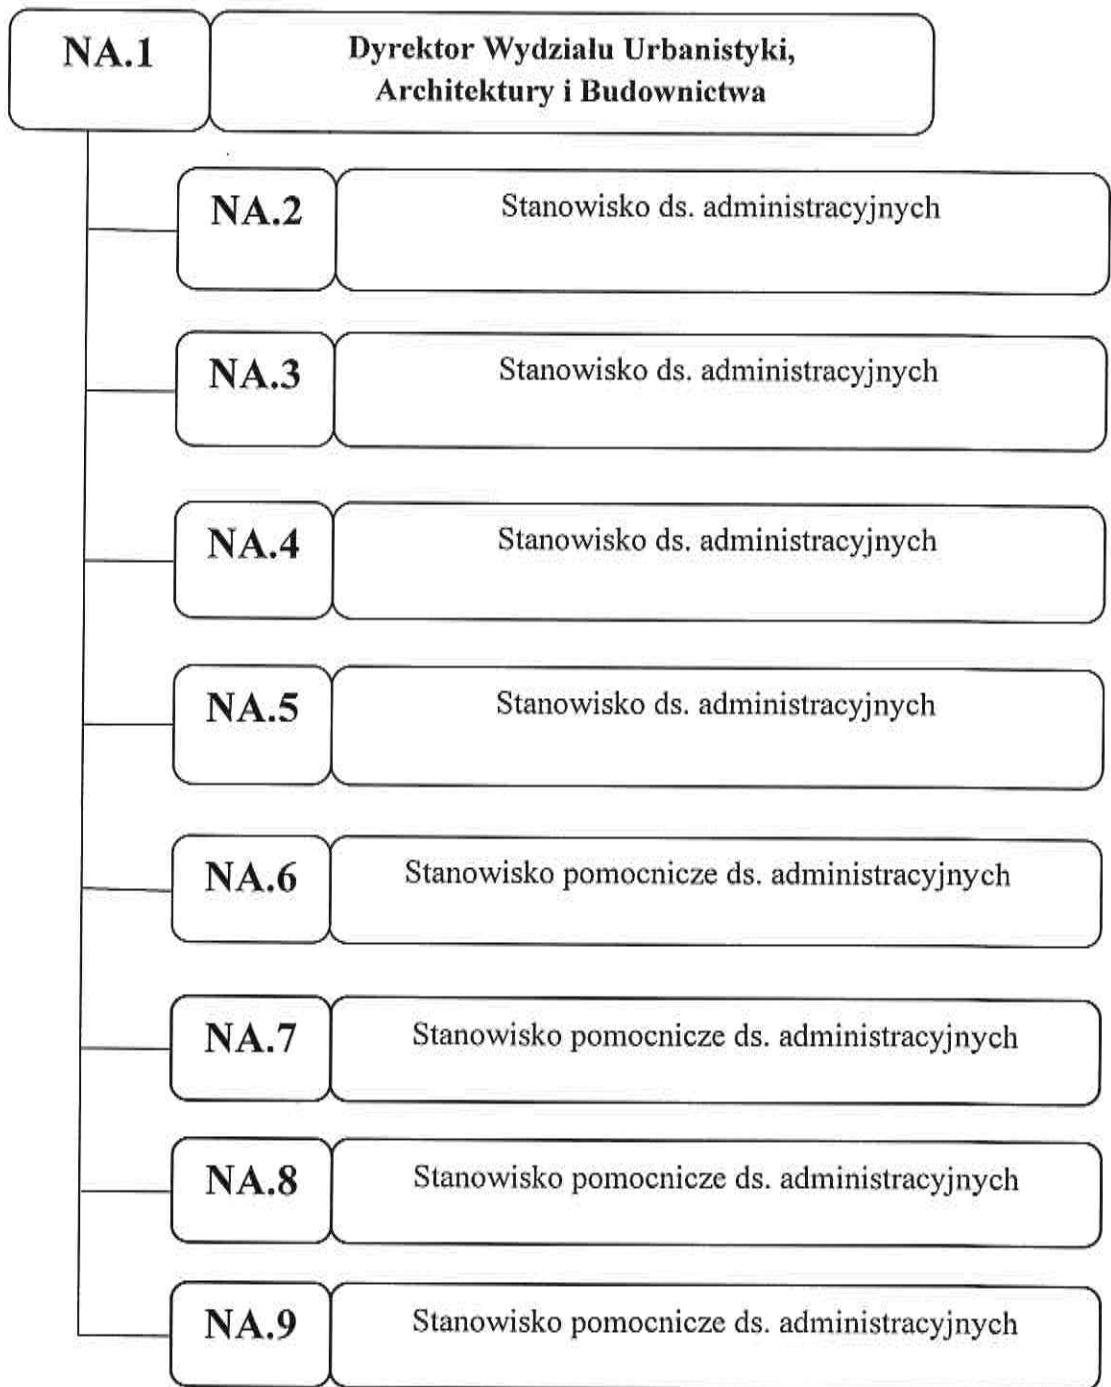 NA.1
Dyrektor Wydziału Urbanistyki,
Architektury i Budownictwa
NA.2
Stanowisko ds. administracyjnych
NA.3
Stanowisko ds. administracyjnych
NA.4
Stanowisko ds. administracyjnych
NA.5
Stanowisko ds. administracyjnych
NA.6
Stanowisko pomocnicze ds. administracyjnych
NA.7
Stanowisko pomocnicze ds. administracyjnych
NA.8
Stanowisko pomocnicze ds. administracyjnych
NA.9
Stanowisko pomocnicze ds. administracyjnych